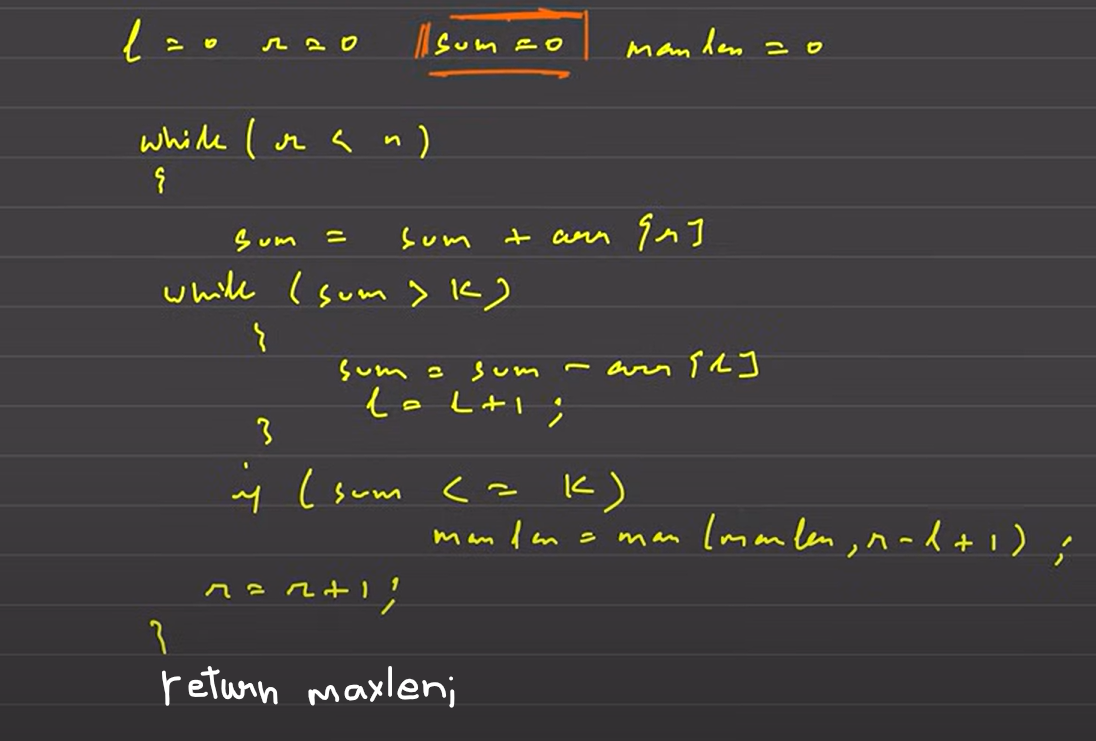 l = 0 r = 0 sum = 0 maxlen = 0
while ( r < n )
{
sum = sum + arr [r]
while ( sum > K )
{
sum = sum - arr [l]
l = l + 1 ;
}
if ( sum <= K )
maxlen = max (maxlen, r - l + 1) ;
r = r + 1 ;
}
return maxlen;